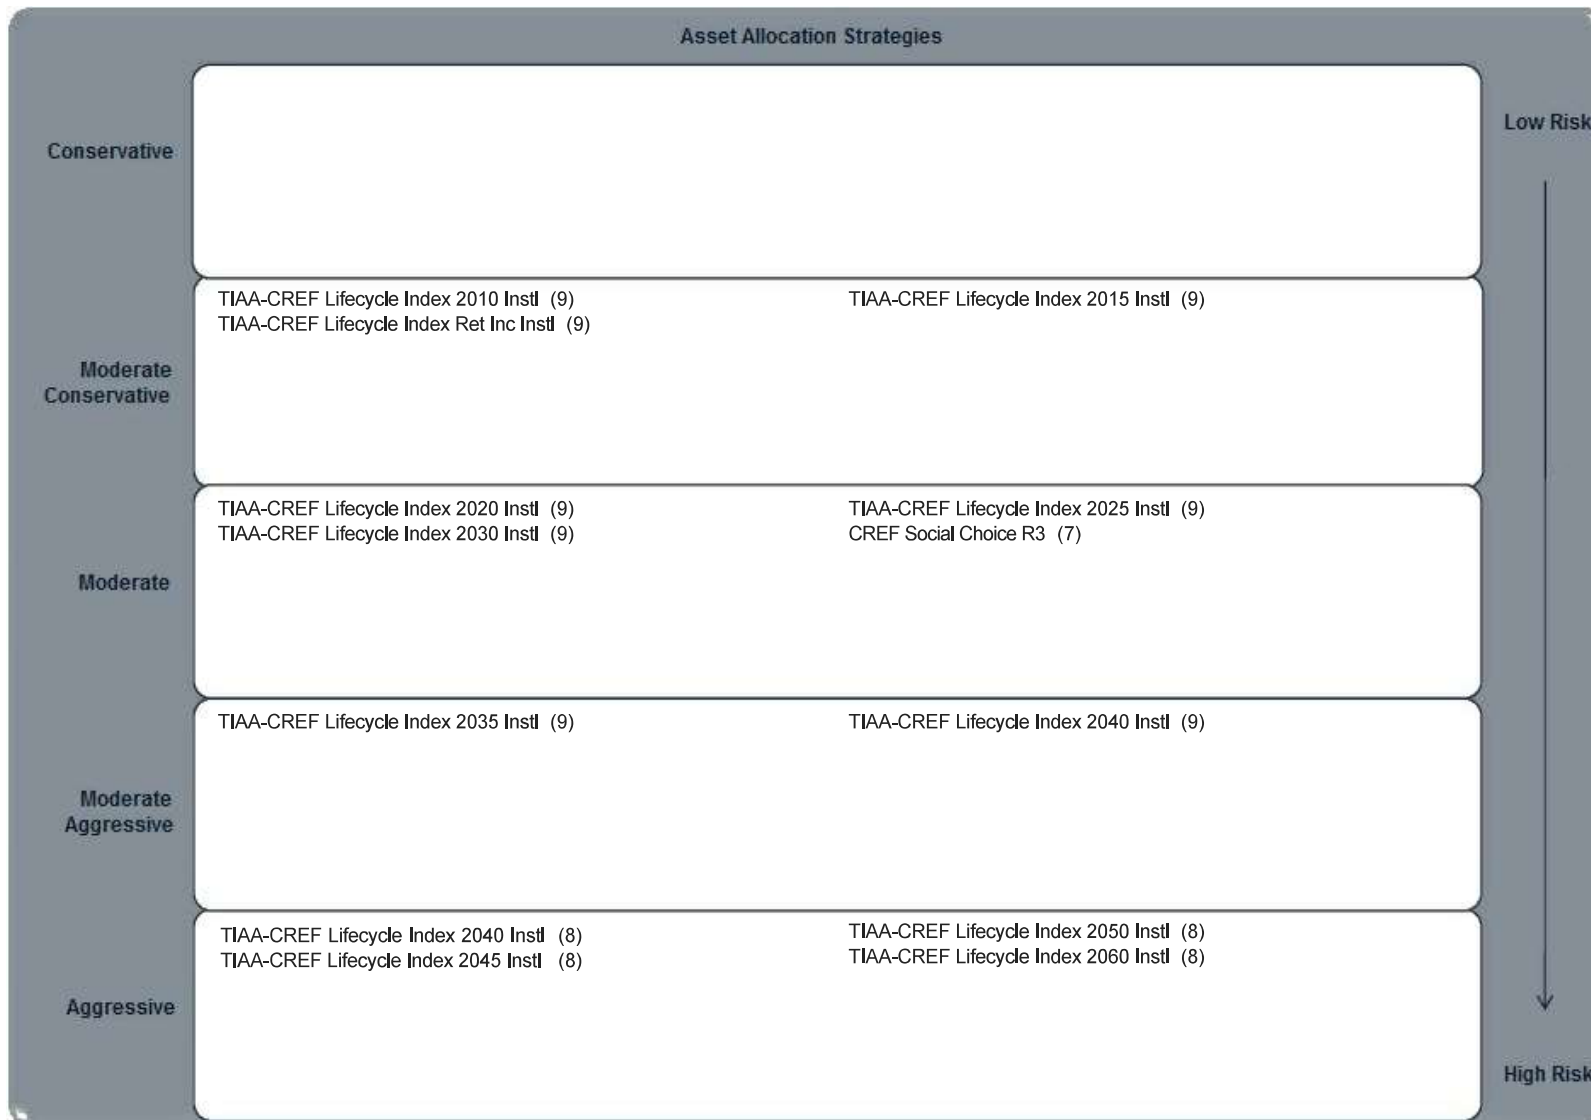 Asset Allocation Strategies
Low Risk
Conservative
TIAA-CREF Lifecycle Index 2010 Instl (9)
TIAA-CREF Lifecycle Index 2015 Instl (9)
TIAA-CREF Lifecycle Index Ret Inc Instl (9)
Moderate
Conservative
TIAA-CREF Lifecycle Index 2020 Instl (9)
TIAA-CREF Lifecycle Index 2025 Instl (9)
TIAA-CREF Lifecycle Index 2030 Instl (9)
CREF Social Choice R3 (7)
Moderate
TIAA-CREF Lifecycle Index 2035 Instl (9)
TIAA-CREF Lifecycle Index 2040 Instl (9)
Moderate
Aggressive
TIAA-CREF Lifecycle Index 2040 Instl (8)
TIAA-CREF Lifecycle Index 2050 Instl (8)
TIAA-CREF Lifecycle Index 2045 Instl (8)
TIAA-CREF Lifecycle Index 2060 Instl (8)
Aggressive
High Risk